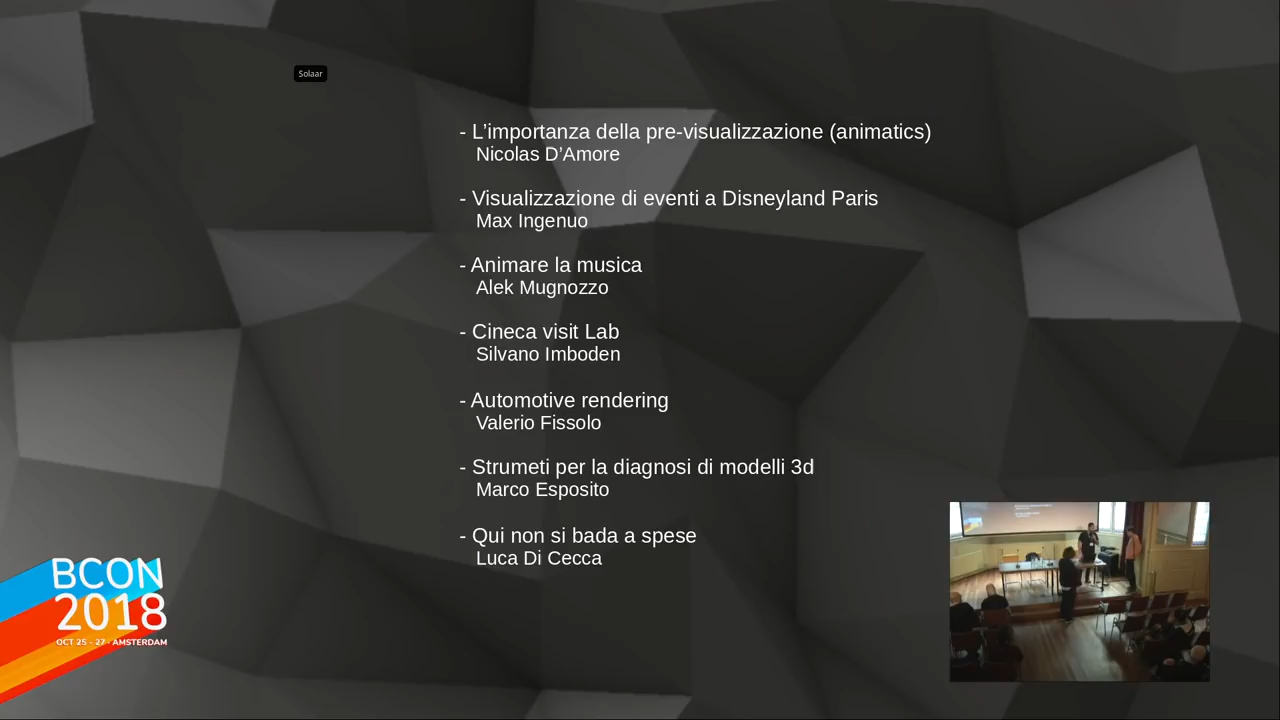 Solaar
- L’importanza della pre-visualizzazione (animatics)
Nicolas D’Amore
- Visualizzazione di eventi a Disneyland Paris
Max Ingenuo
- Animare la musica
Alek Mugnozzo
- Cineca visit Lab
Silvano Imboden
- Automotive rendering
Valerio Fissolo
- Strumeti per la diagnosi di modelli 3d
Marco Esposito
- Qui non si bada a spese
Luca Di Cecca
BCON
2018
OCT 25 - 27 · AMSTERDAM